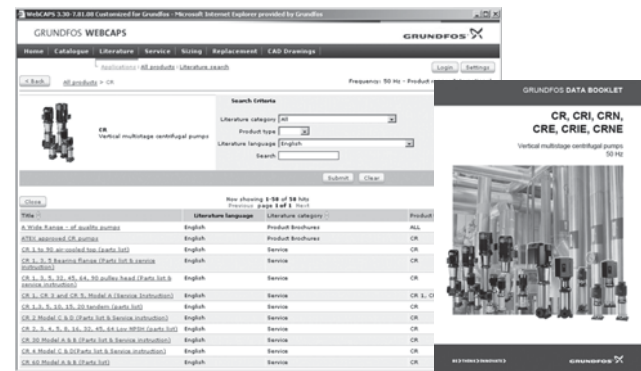 WebCAPS 3.30-7.01.08 Customized for Grundfos - Microsoft Internet Explorer provided by Grundfos
GRUNDFOS WEBCAPS
GRUNDFOS
Home | Catalogue | Literature | Service | Sizing | Replacement | CAD Drawings
Applications · All products · Literature search
Login Settings
< Back All products > CR
Frequency: 50 Hz - Product
Search Criteria
CR
Vertical multistage centrifugal pumps
Literature category All
Product type
Literature language English
Search
Submit Clear
Close
Now showing 1-58 of 58 hits
Previous page 1 of 1 Next
Title Literature language Literature category Product
A Wide Range - of quality pumps English Product Brochures ALL
ATEX approved CR pumps English Product Brochures CR
CR 1 to 90 air-cooled top (parts list) English Service CR
CR 1, 3, 5 Bearing flange (Parts list & service instruction) English Service CR
CR 1, 3, 5, 32, 45, 64, 90 pulley head (Parts list & service instruction) English Service CR
CR 1, CR 3 and CR 5, Model A (Service Instruction) English Service CR 1, C
CR 1,3, 5, 10, 15, 20 tandem (parts list) English Service CR
CR 2 Model C & D (Parts list & Service instruction) English Service CR
CR 2, 3, 4, 5, 8, 16, 32, 45, 64 Low NPSH (parts list) English Service CR
CR 30 Model A & B (Parts list & Service instruction) English Service CR
CR 4 Model C & D(Parts list & Service instruction) English Service CR
CR 60 Model A & B (Parts list) English Service CR
GRUNDFOS DATA BOOKLET
CR, CRI, CRN,
CRE, CRIE, CRNE
Vertical multistage centrifugal pumps
50 Hz
BE > THINK > INNOVATE >
GRUNDFOS